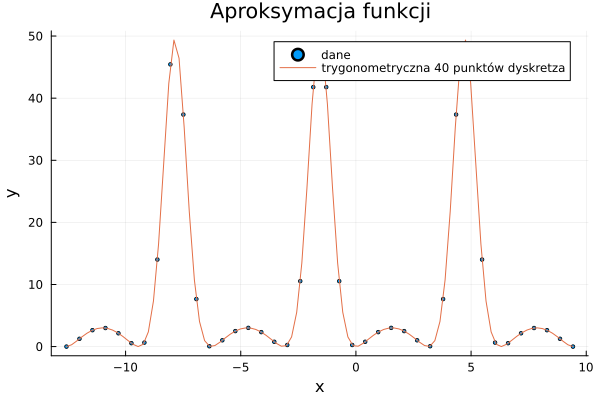 Aproksymacja funkcji
50
dane
trygonometryczna 40 punktów dyskretza
40
30
y
20
10
0
−10 −5 0 5 10
x